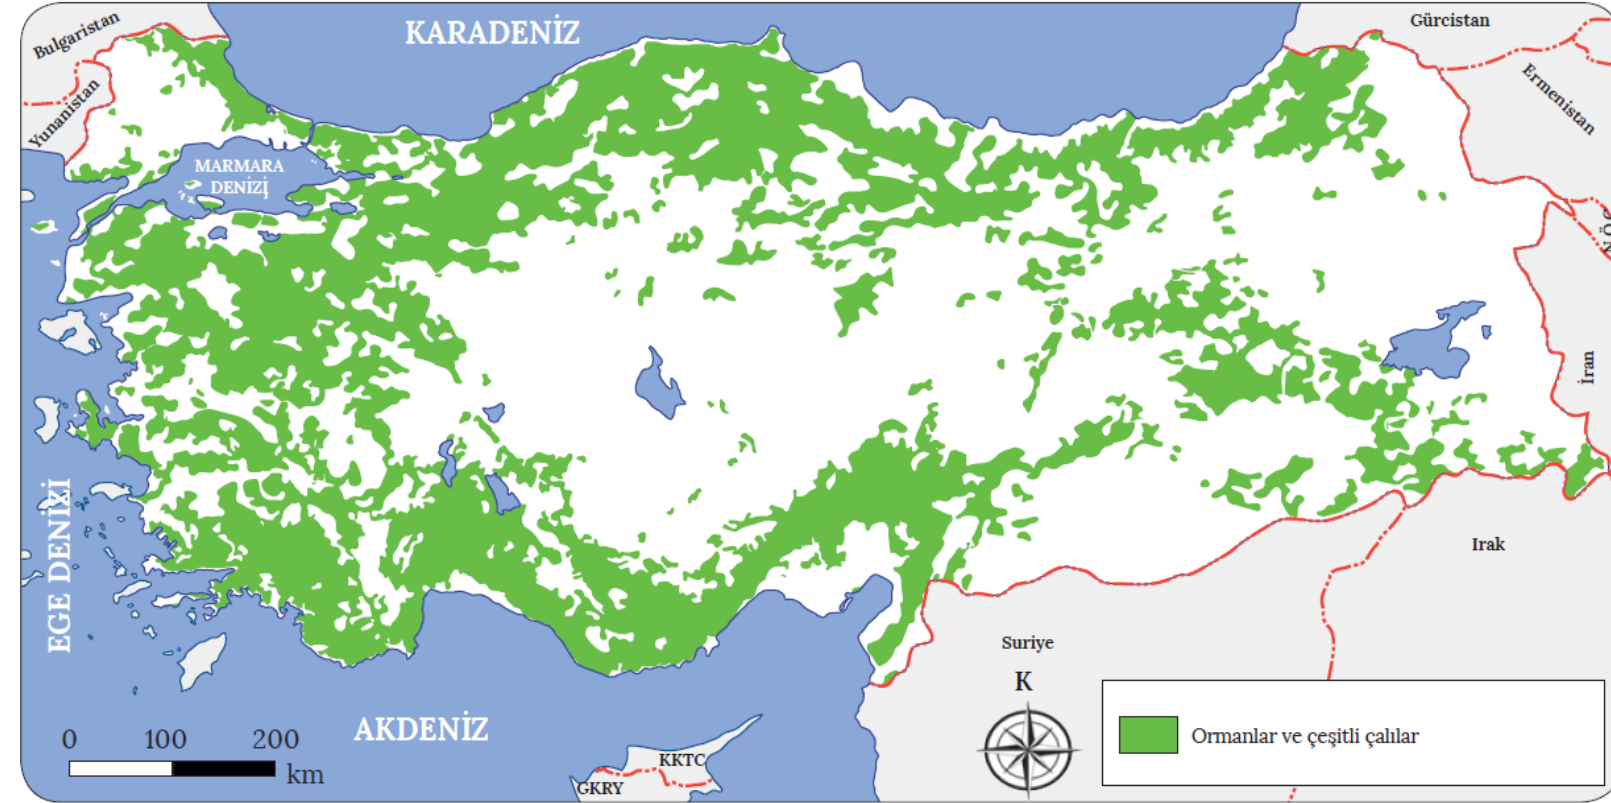 Bulgaristan
KARADENİZ
Gürcistan
Yunanistan
Ermenistan
MARMARA
DENİZİ
NÖC
İran
EGE DENİZİ
Irak
Suriye
K
AKDENİZ
0 100 200
km
KKTC
GKRY
Ormanlar ve çeşitli çalılar